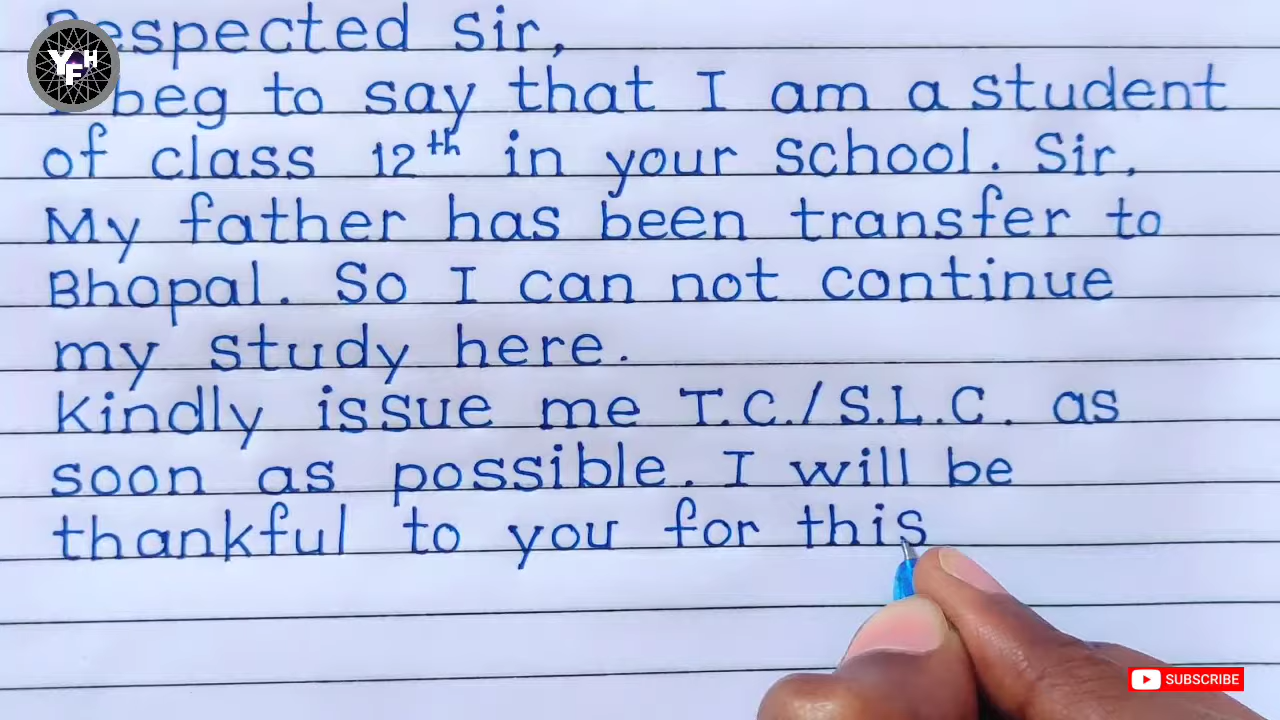 Respected Sir,
I beg to say that I am a student
of class 12th in your school. Sir,
My father has been transfer to
Bhopal. So I can not continue
my study here.
Kindly issue me T.C./S.L.C. as
soon as possible. I will be
thankful to you for this
YFH
SUBSCRIBE